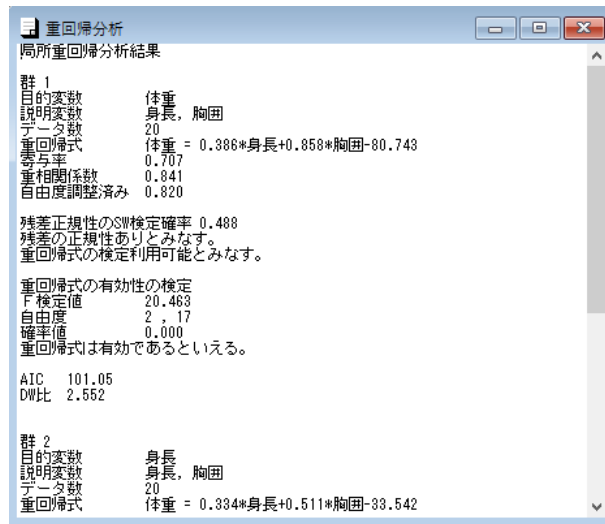 重回帰分析
局所重回帰分析結果
群 1
目的変数 体重
説明変数 身長, 胸囲
データ数 20
重回帰式 体重 = 0.386*身長+0.858*胸囲-80.743
寄与率 0.707
重相関係数 0.841
自由度調整済み 0.820
残差正規性のSW検定確率 0.488
残差の正規性ありとみなす。
重回帰式の検定利用可能とみなす。
重回帰式の有効性の検定
F検定値 20.463
自由度 2 , 17
確率値 0.000
重回帰式は有効であるといえる。
AIC 101.05
DW比 2.552
群 2
目的変数 身長
説明変数 身長, 胸囲
データ数 20
重回帰式 体重 = 0.334*身長+0.511*胸囲-33.542